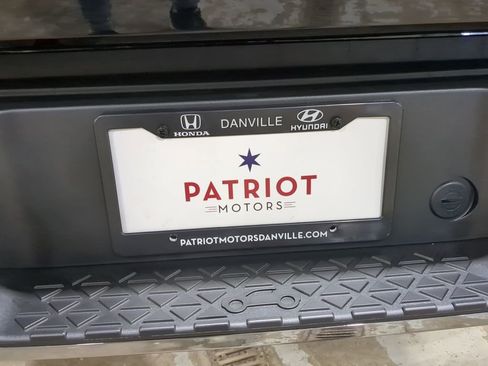 HONDA DANVILLE HYUNDAI
PATRIOT
MOTORS
PATRIOTMOTORSDANVILLE.COM